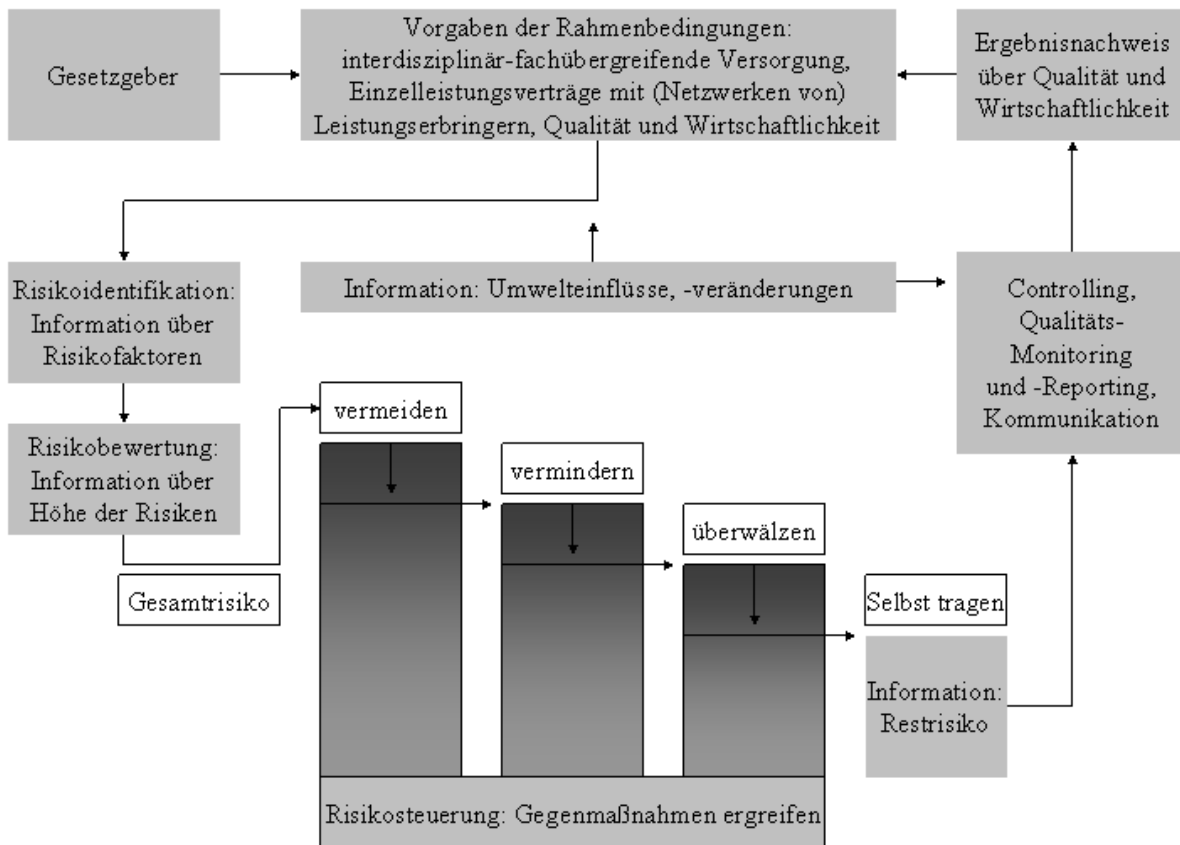 Gesetzgeber
Vorgaben der Rahmenbedingungen:
interdisziplinär-fachübergreifende Versorgung,
Einzelleistungsverträge mit (Netzwerken von)
Leistungserbringern, Qualität und Wirtschaftlichkeit
Ergebnisnachweis
über Qualität und
Wirtschaftlichkeit
Risikoidentifikation:
Information über
Risikofaktoren
Information: Umwelteinflüsse, -veränderungen
Controlling,
Qualitäts-
Monitoring
und -Reporting,
Kommunikation
Risikobewertung:
Information über
Höhe der Risiken
Gesamtrisiko
vermeiden
vermindern
überwälzen
Selbst tragen
Information:
Restrisiko
Risikosteuerung: Gegenmaßnahmen ergreifen